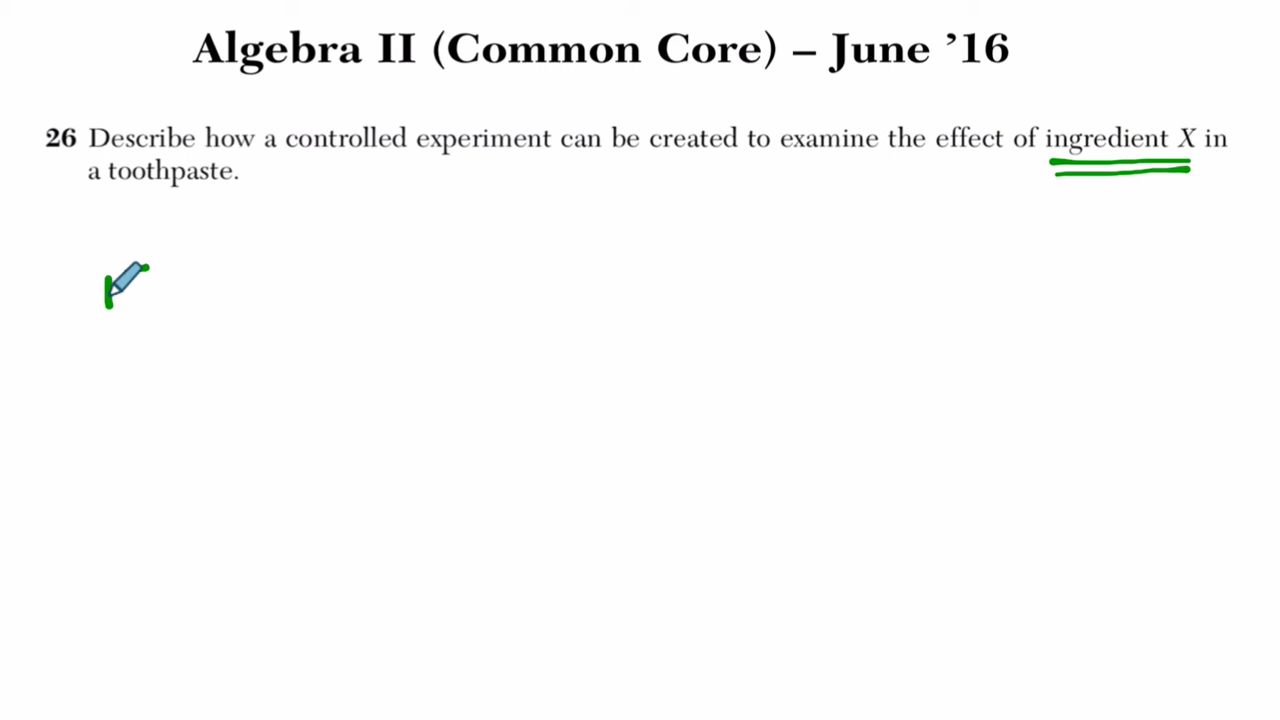 Algebra II (Common Core) – June ’16
26 Describe how a controlled experiment can be created to examine the effect of ingredient X in
a toothpaste.